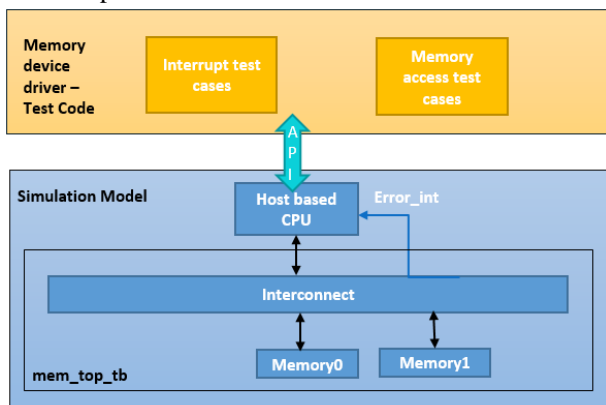 Memory
device
driver –
Test Code
Interrupt test
cases
Memory
access test
cases
A
P
I
Simulation Model
Host based
CPU
Error_int
Interconnect
Memory0
Memory1
mem_top_tb